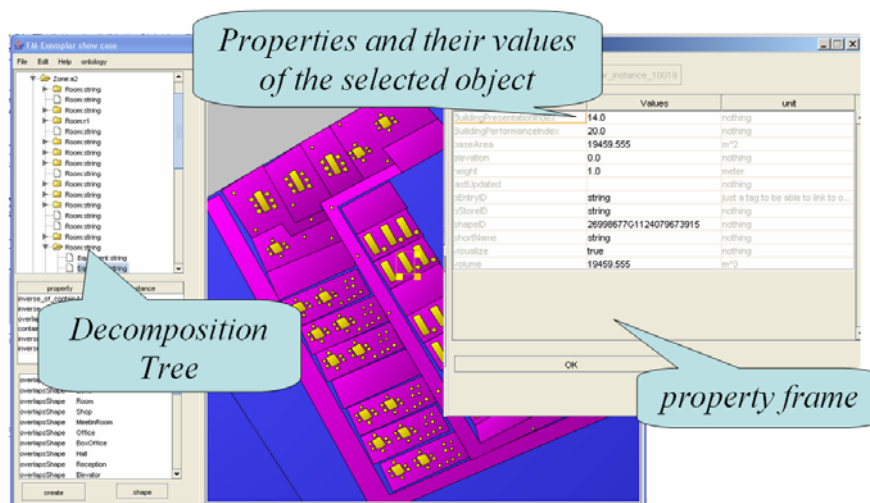 FM-Exemplar show case
File Edit Help ontology
Properties and their values
of the selected object
r_instance_10019
Zone:a2
Room:string
Room:string
Room:string
Room:r1
Room:string
Room:string
Room:string
Room:string
Room:string
Room:string
Room:string
Room:string
Room:string
Room:string
Equipment:string
string
Values unit
BuildingPresentationIndex 14.0 nothing
BuildingPerformanceIndex 20.0 nothing
baseArea 19459.555 m^2
elevation 0.0 nothing
height 1.0 meter
lastUpdated nothing
string just a tag to be able to link to o...
string nothing
shapeID 26998677G1124079673915 nothing
shortName string nothing
visualize true nothing
volume 19459.555 m^3
property
Decomposition
Tree
OK
property frame
overlapsShape Room
overlapsShape Shop
overlapsShape MeetinRoom
overlapsShape Office
overlapsShape BoxOffice
overlapsShape Hall
overlapsShape Reception
overlapsShape Elevator
create shape